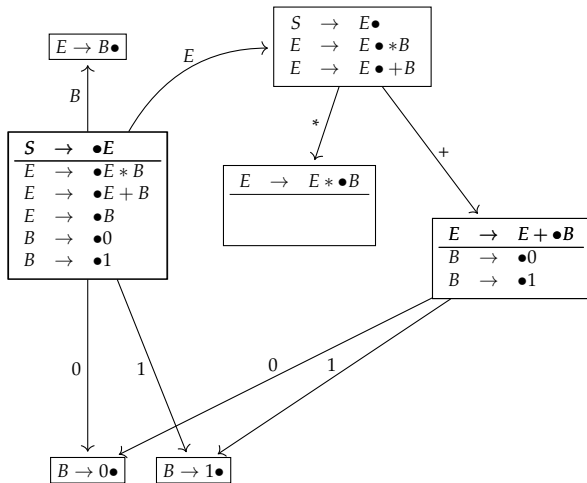 S → E●
E → E● ∗B
E → E● +B
E → B●
E
B
∗
+
S → ●E
E → ●E ∗ B
E → ●E + B
E → ●B
B → ●0
B → ●1
E → E ∗ ●B
E → E + ●B
B → ●0
B → ●1
0
1
0
1
B → 0●
B → 1●